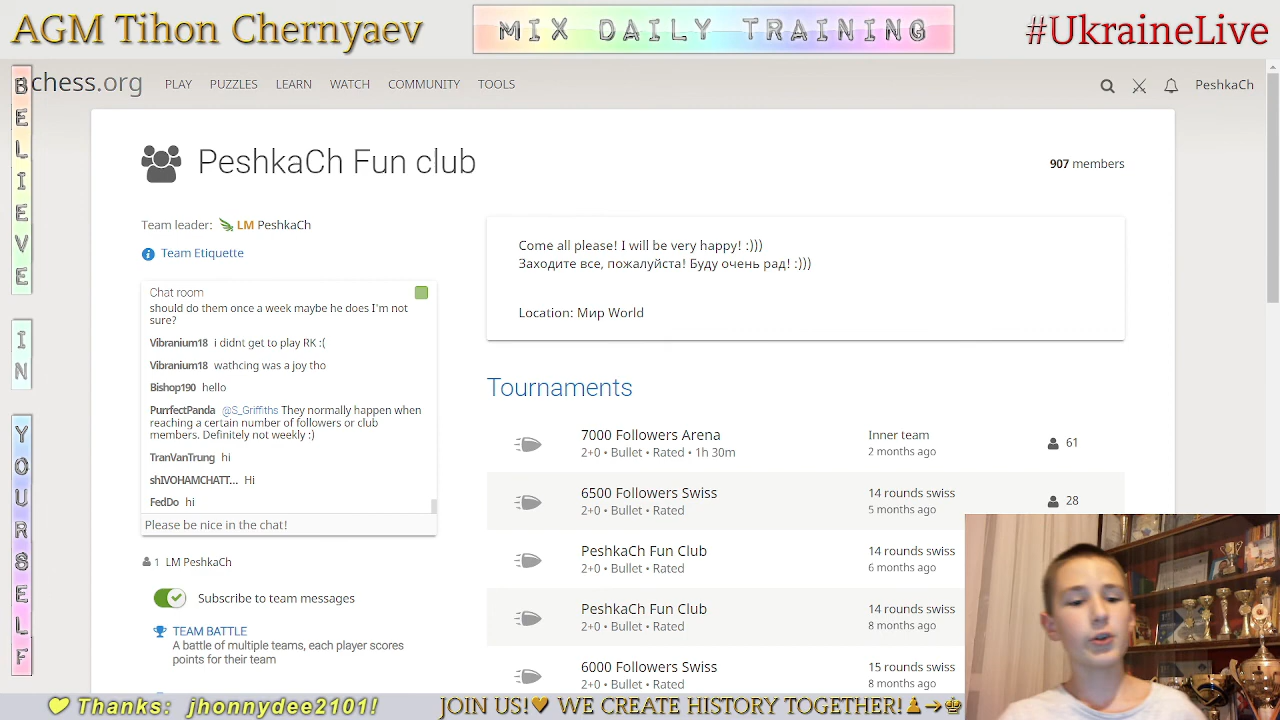 AGM Tihon Chernyaev
MIX DAILY TRAINING
#UkraineLive
BELIEVE
IN
YOURSELF
chess.org
PLAY PUZZLES LEARN WATCH COMMUNITY TOOLS
PeshkaCh
PeshkaCh Fun club
907 members
Team leader: LM PeshkaCh
Team Etiquette
Chat room
should do them once a week maybe he does I'm not
sure?
Vibranium18 i didnt get to play RK :(
Vibranium18 wathcing was a joy tho
Bishop190 hello
PurrfectPanda @S_Griffiths They normally happen when
reaching a certain number of followers or club
members. Definitely not weekly :)
TranVanTrung hi
shIVOHAMCHATT... Hi
FedDo hi
Please be nice in the chat!
1 LM PeshkaCh
Subscribe to team messages
TEAM BATTLE
A battle of multiple teams, each player scores
points for their team
Come all please! I will be very happy! :)))
Заходите все, пожалуйста! Буду очень рад! :)))
Location: Мир World
Tournaments
7000 Followers Arena Inner team 61
2+0 • Bullet • Rated • 1h 30m 2 months ago
6500 Followers Swiss 14 rounds swiss 28
2+0 • Bullet • Rated 5 months ago
PeshkaCh Fun Club 14 rounds swiss
2+0 • Bullet • Rated 6 months ago
PeshkaCh Fun Club 14 rounds swiss
2+0 • Bullet • Rated 8 months ago
6000 Followers Swiss 15 rounds swiss
2+0 • Bullet • Rated 8 months ago
Thanks: jhonnydee2101!
JOIN US! WE CREATE HISTORY TOGETHER!